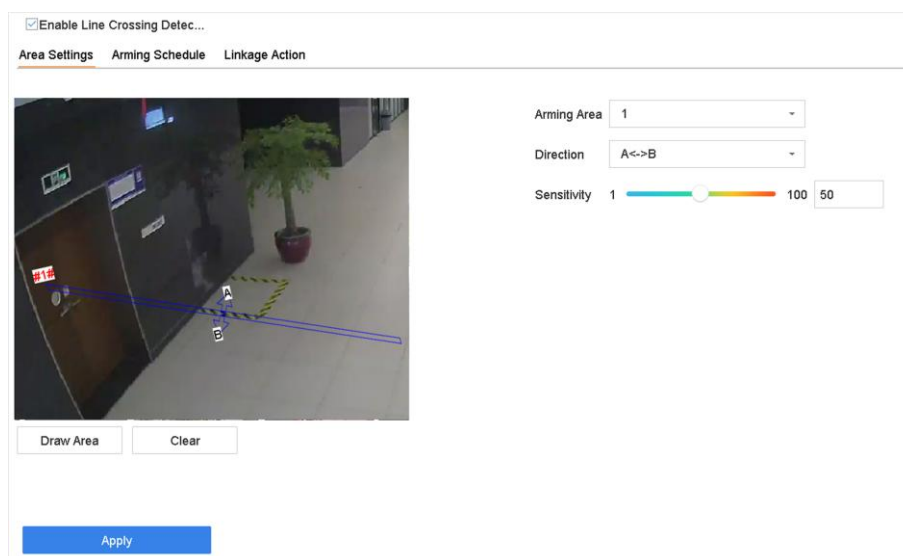 Enable Line Crossing Detec...
Area Settings Arming Schedule Linkage Action
Arming Area 1
Direction A<->B
Sensitivity 1 100 50
#1#
A
B
Draw Area Clear
Apply